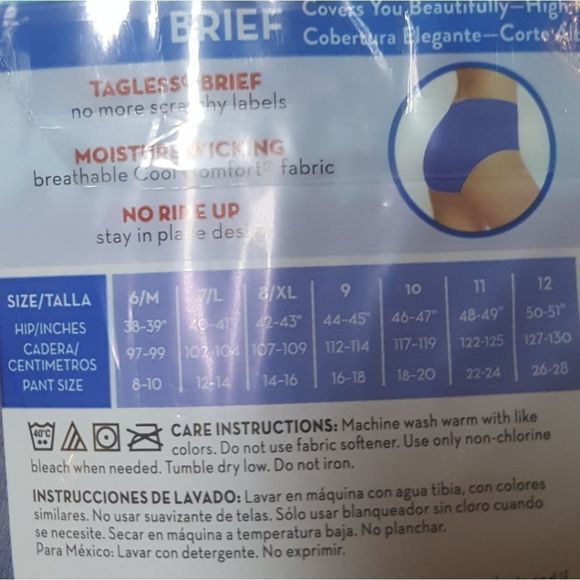 BRIEF
Covers You Beautifully—High
Cobertura Elegante—Corte Alt
TAGLESS® BRIEF
no more scratchy labels
MOISTURE WICKING
breathable Cool Comfort® fabric
NO RIDE UP
stay in place design
SIZE/TALLA 6/M 7/L 8/XL 9 10 11 12
HIP/INCHES 38-39" 40-41" 42-43" 44-45" 46-47" 48-49" 50-51"
CADERA/
CENTIMETROS 97-99 102-104 107-109 112-114 117-119 122-125 127-130
PANT SIZE 8-10 12-14 14-16 16-18 18-20 22-24 26-28
40°C
CARE INSTRUCTIONS: Machine wash warm with like
colors. Do not use fabric softener. Use only non-chlorine
bleach when needed. Tumble dry low. Do not iron.
INSTRUCCIONES DE LAVADO: Lavar en máquina con agua tibia, con colores
similares. No usar suavizante de telas. Sólo usar blanqueador sin cloro cuando
se necesite. Secar en máquina a temperatura baja. No planchar.
Para México: Lavar con detergente. No exprimir.